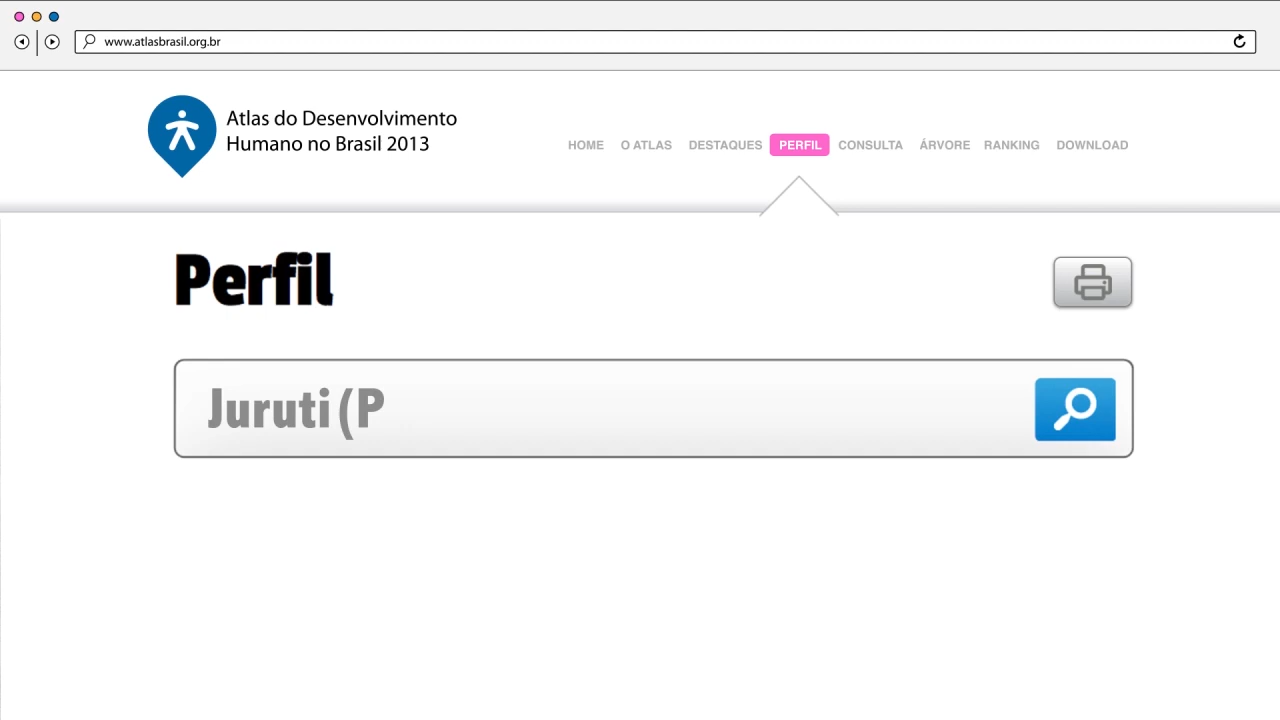 www.atlasbrasil.org.br
Atlas do Desenvolvimento
Humano no Brasil 2013
HOME O ATLAS DESTAQUES PERFIL CONSULTA ÁRVORE RANKING DOWNLOAD
Perfil
Juruti (P